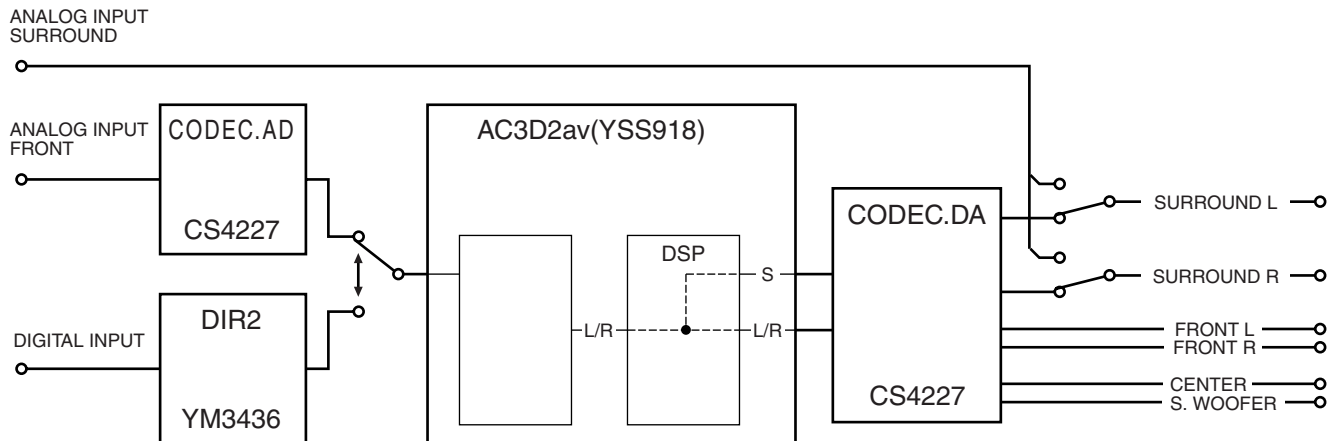 ANALOG INPUT
SURROUND
ANALOG INPUT
FRONT
CODEC.AD
CS4227
DIGITAL INPUT
DIR2
YM3436
AC3D2av(YSS918)
L/R
DSP
S
L/R
CODEC.DA
CS4227
SURROUND L
SURROUND R
FRONT L
FRONT R
CENTER
S. WOOFER